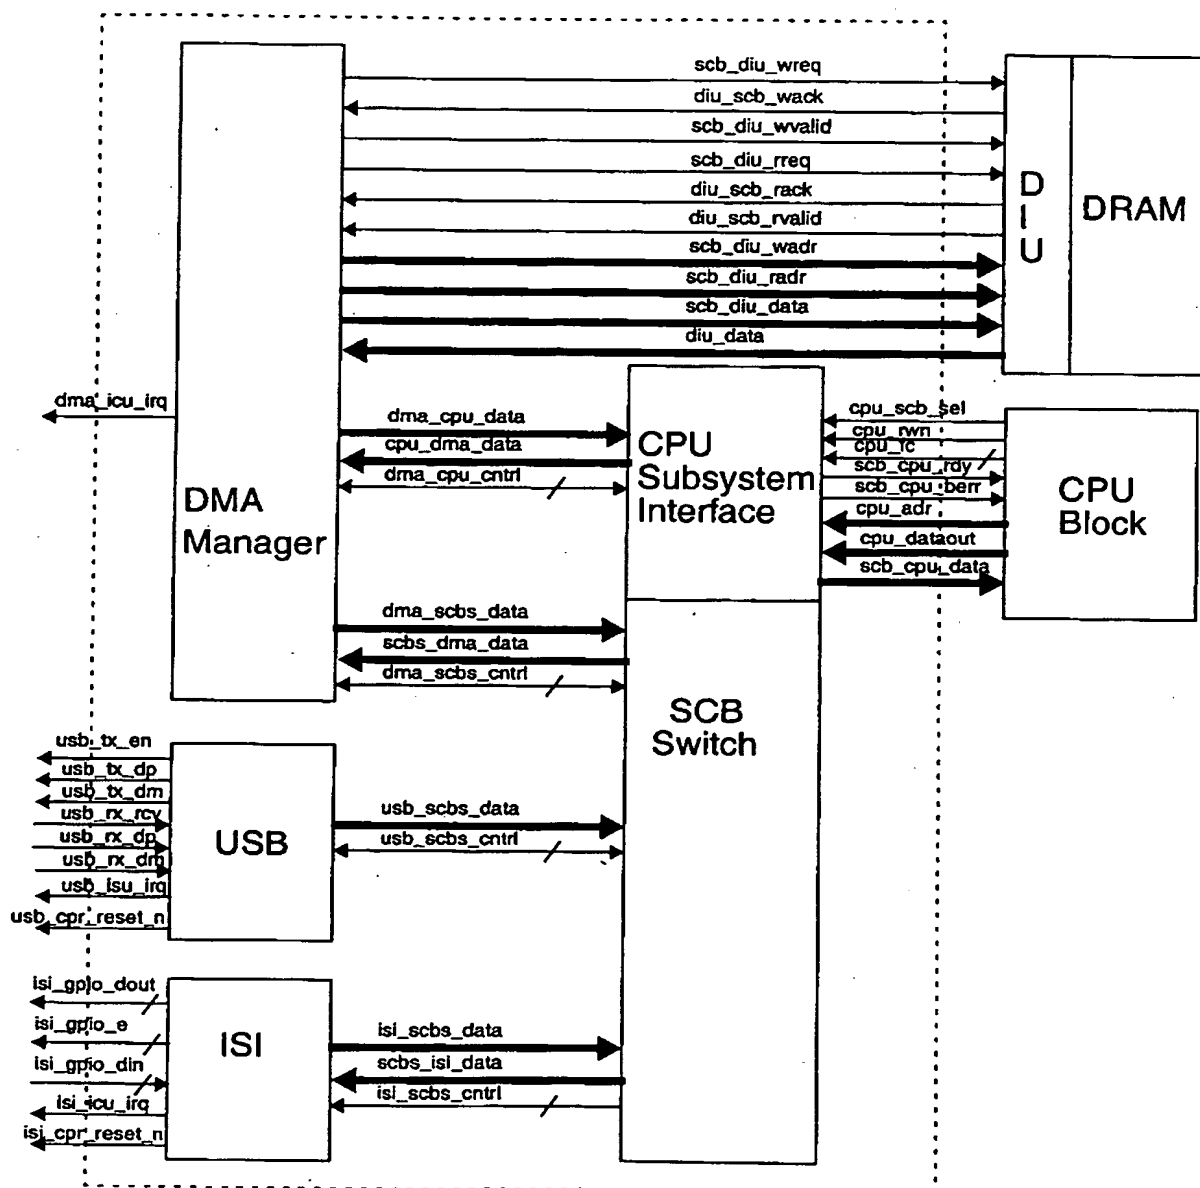 scb_diu_wreq
diu_scb_wack
scb_diu_wvalid
scb_diu_rreq
diu_scb_rack
diu_scb_rvalid
scb_diu_wadr
scb_diu_radr
scb_diu_data
diu_data
D
I
U
DRAM
dma_icu_irq
DMA
Manager
dma_cpu_data
cpu_dma_data
dma_cpu_cntrl
CPU
Subsystem
Interface
cpu_scb_sel
cpu_rwn
cpu_rc
scb_cpu_rdy
scb_cpu_berr
cpu_adr
cpu_dataout
scb_cpu_data
CPU
Block
dma_scbs_data
scbs_dma_data
dma_scbs_cntrl
SCB
Switch
usb_tx_en
usb_tx_dp
usb_tx_dm
usb_rx_rcv
usb_rx_dp
usb_rx_dm
usb_isu_irq
usb_cpr_reset_n
USB
usb_scbs_data
usb_scbs_cntrl
isi_gpio_dout
isi_gpio_e
isi_gpio_din
isi_icu_irq
isi_cpr_reset_n
ISI
isi_scbs_data
scbs_isi_data
isi_scbs_cntrl